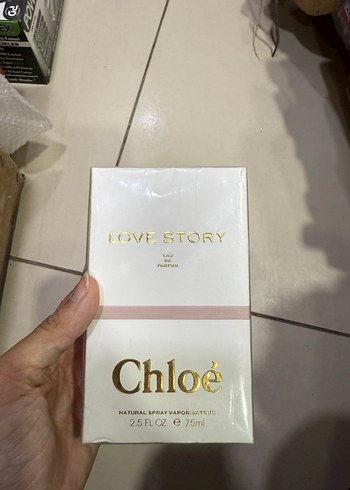 LOVE STORY
EAU
DE
PARFUM
Chloé
NATURAL SPRAY VAPORISATEUR
2.5 FL OZ ℮ 75ml